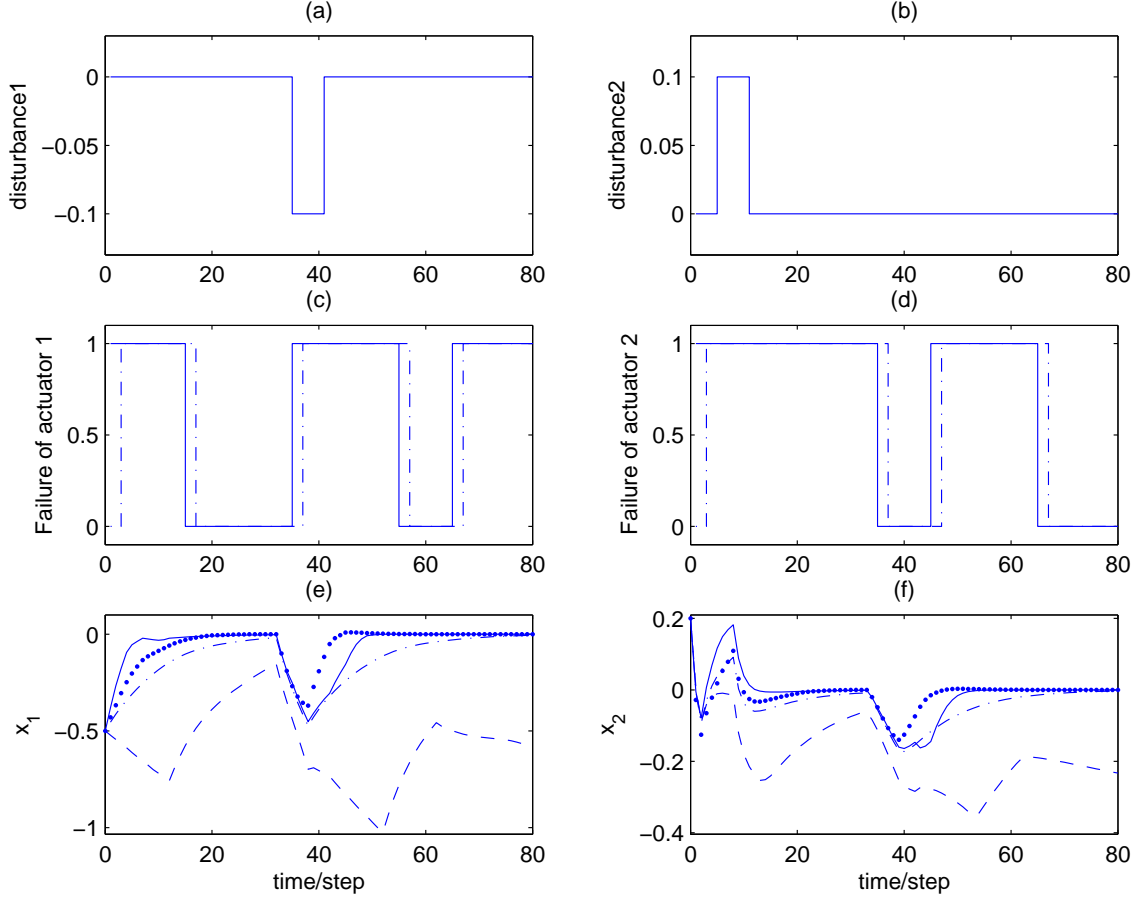 (a)
disturbance1
0
−0.05
−0.1
0 20 40 60 80
(b)
disturbance2
0.1
0.05
0
0 20 40 60 80
(c)
Failure of actuator 1
1
0.5
0
0 20 40 60 80
(d)
Failure of actuator 2
1
0.5
0
0 20 40 60 80
(e)
x1
0
−0.5
−1
0 20 40 60 80
time/step
(f)
x2
0.2
0
−0.2
−0.4
0 20 40 60 80
time/step